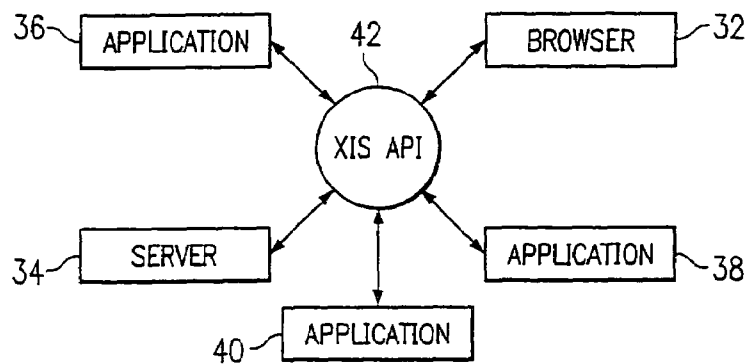 36
APPLICATION
42
BROWSER
32
XIS API
34
SERVER
APPLICATION
38
40
APPLICATION